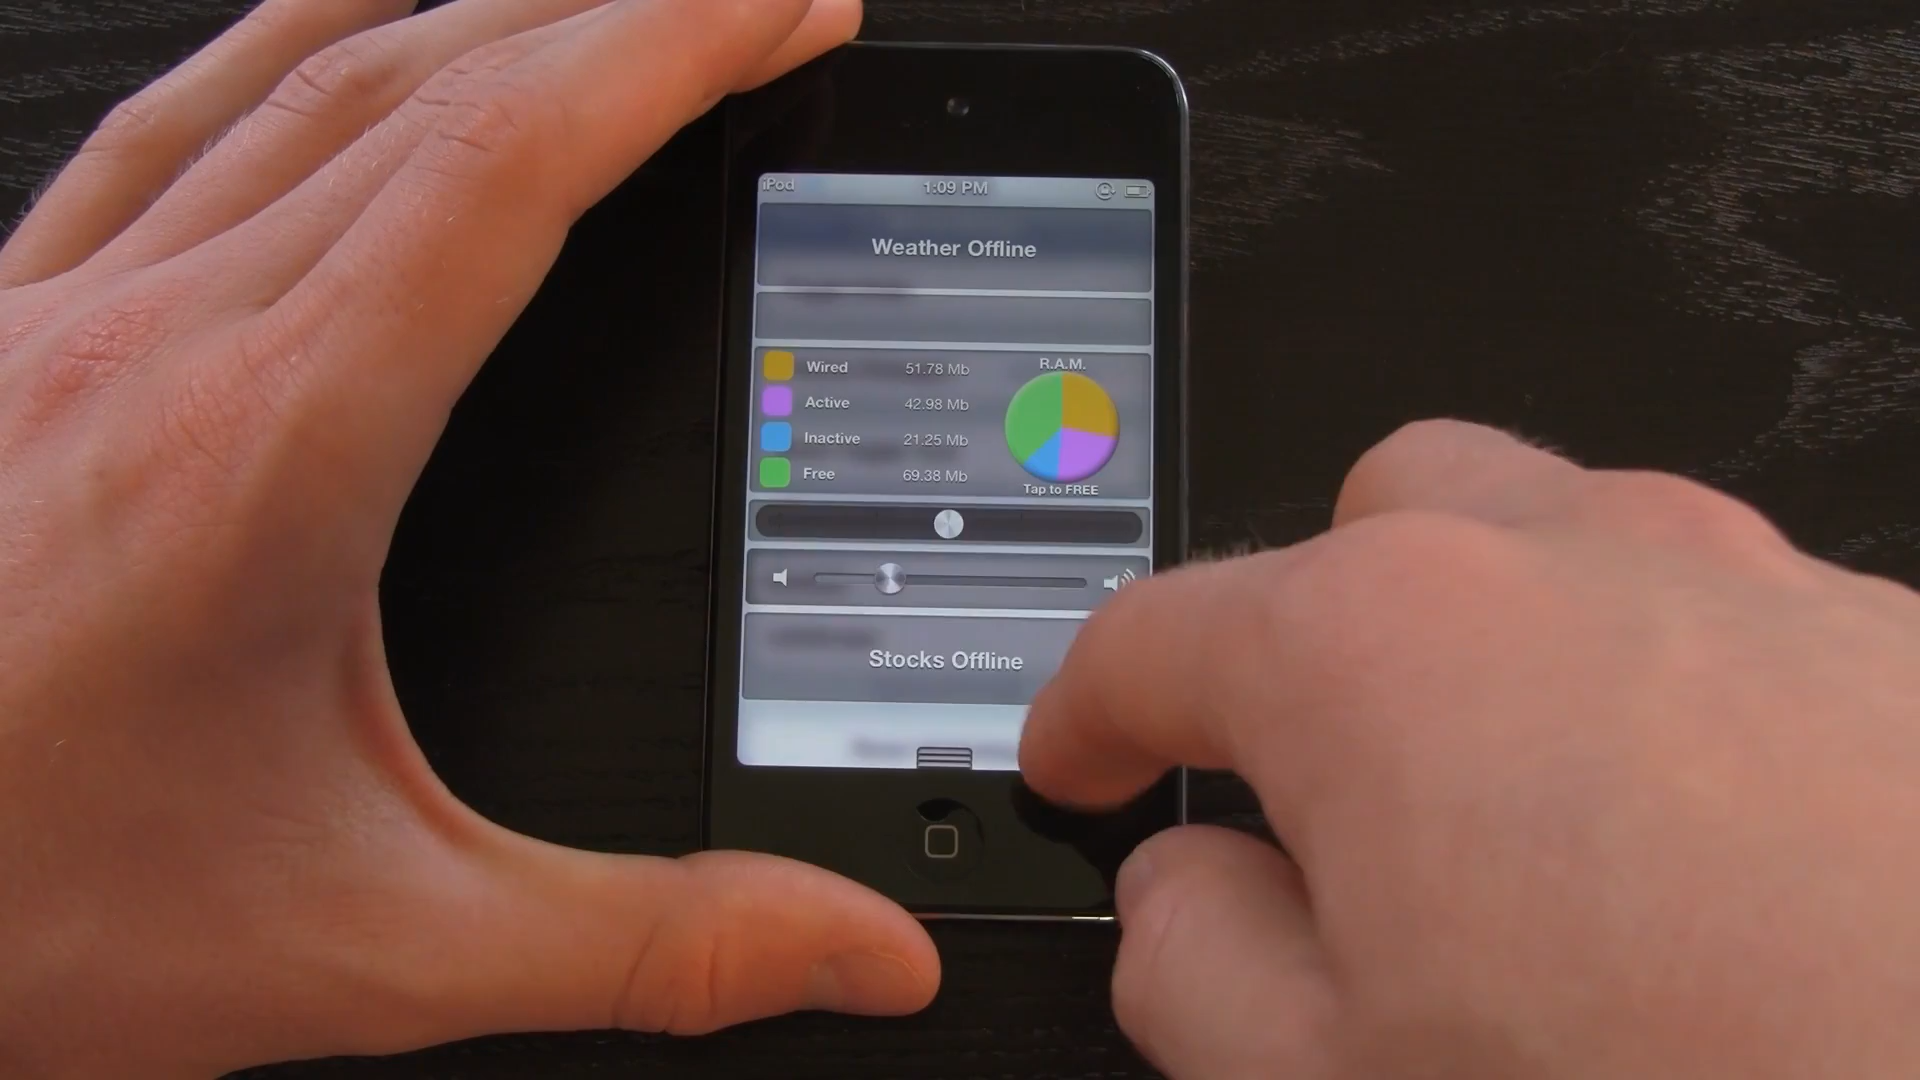 iPod 1:09 PM
Weather Offline
Wired 51.78 Mb
Active 42.98 Mb
Inactive 21.25 Mb
Free 69.38 Mb
R.A.M.
Tap to FREE
Stocks Offline